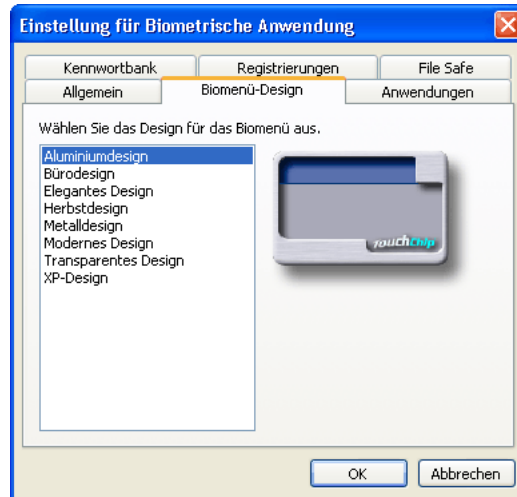 Einstellung für Biometrische Anwendung
Kennwortbank Registrierungen File Safe
Allgemein Biomenü-Design Anwendungen
Wählen Sie das Design für das Biomenü aus.
Aluminiumdesign
Bürodesign
Elegantes Design
Herbstdesign
Metalldesign
Modernes Design
Transparentes Design
XP-Design
TouchChip
OK Abbrechen